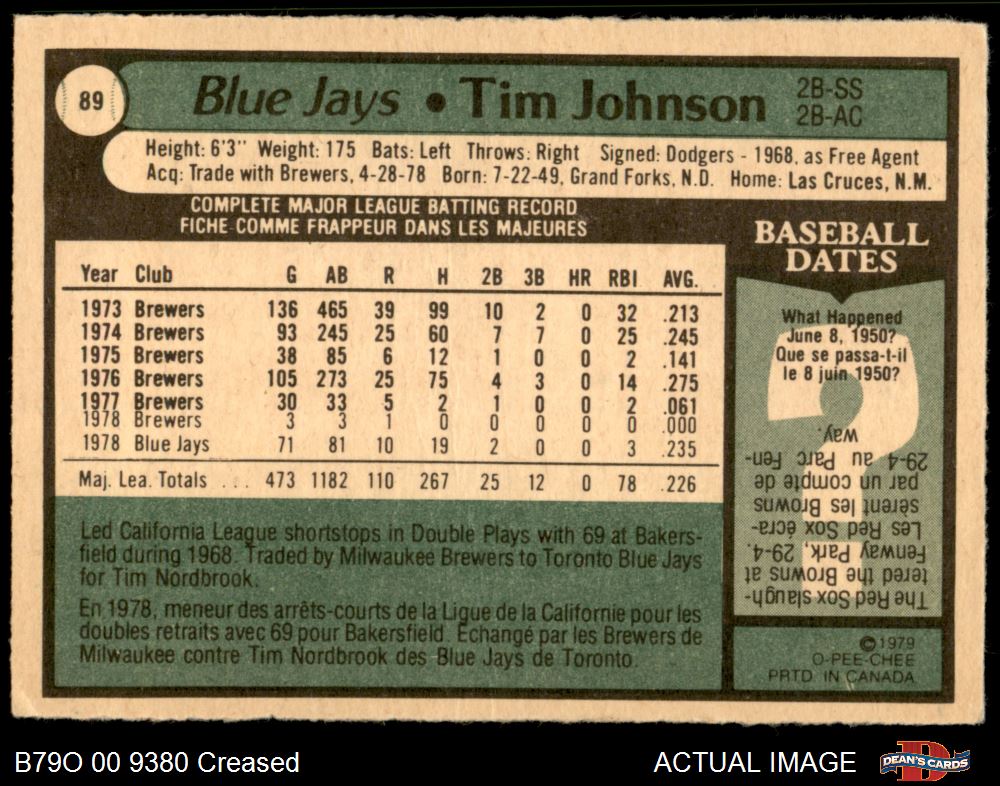 89
Blue Jays • Tim Johnson 2B-SS
2B-AC
Height: 6'3" Weight: 175 Bats: Left Throws: Right Signed: Dodgers - 1968, as Free Agent
Acq: Trade with Brewers, 4-28-78 Born: 7-22-49, Grand Forks, N.D. Home: Las Cruces, N.M.
COMPLETE MAJOR LEAGUE BATTING RECORD
FICHE COMME FRAPPEUR DANS LES MAJEURES
Year Club G AB R H 2B 3B HR RBI AVG.
1973 Brewers 136 465 39 99 10 2 0 32 .213
1974 Brewers 93 245 25 60 7 7 0 25 .245
1975 Brewers 38 85 6 12 1 0 0 2 .141
1976 Brewers 105 273 25 75 4 3 0 14 .275
1977 Brewers 30 33 5 2 1 0 0 2 .061
1978 Brewers 3 3 1 0 0 0 0 0 .000
1978 Blue Jays 71 81 10 19 2 0 0 3 .235
Maj. Lea. Totals ... 473 1182 110 267 25 12 0 78 .226
Led California League shortstops in Double Plays with 69 at Bakers-
field during 1968. Traded by Milwaukee Brewers to Toronto Blue Jays
for Tim Nordbrook.
En 1978, meneur des arrêts-courts de la Ligue de la Californie pour les
doubles retraits avec 69 pour Bakersfield. Échangé par les Brewers de
Milwaukee contre Tim Nordbrook des Blue Jays de Toronto.
BASEBALL
DATES
What Happened
June 8, 1950?
Que se passa-t-il
le 8 juin 1950?
The Red Sox slaugh-
tered the Browns at
Fenway Park, 29-4.
Les Red Sox écra-
sèrent les Browns
par un compte de
29-4 au Parc Fen-
way.
©1979
O-PEE-CHEE
PRTD IN CANADA
B79O 00 9380 Creased
ACTUAL IMAGE
DEAN'S CARDS